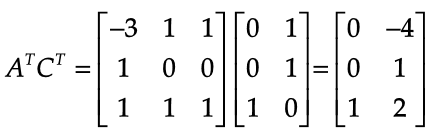 AᵀCᵀ = [−3 1 1; 1 0 0; 1 1 1] [0 1; 0 1; 1 0] = [0 −4; 0 1; 1 2]